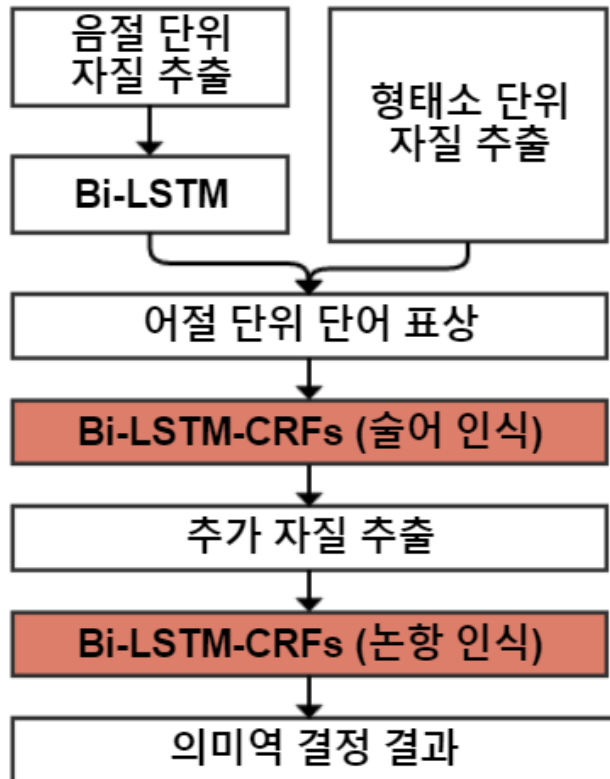 음절 단위
자질 추출
형태소 단위
자질 추출
Bi-LSTM
어절 단위 단어 표상
Bi-LSTM-CRFs (술어 인식)
추가 자질 추출
Bi-LSTM-CRFs (논항 인식)
의미역 결정 결과